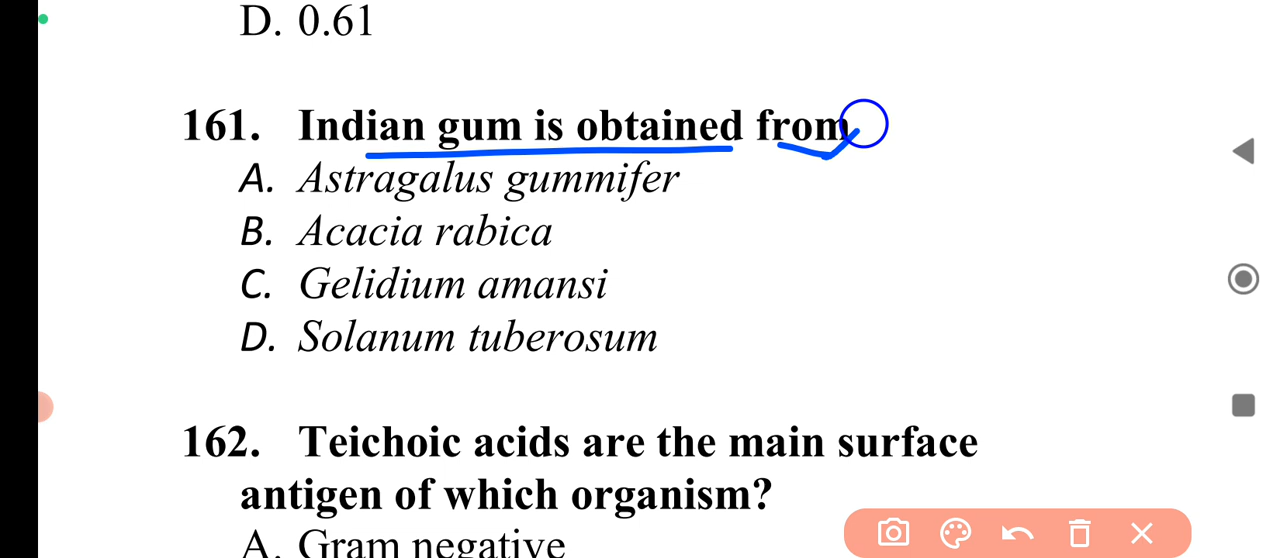 D. 0.61
161. Indian gum is obtained from
A. Astragalus gummifer
B. Acacia rabica
C. Gelidium amansi
D. Solanum tuberosum
162. Teichoic acids are the main surface
antigen of which organism?
A. Gram negative